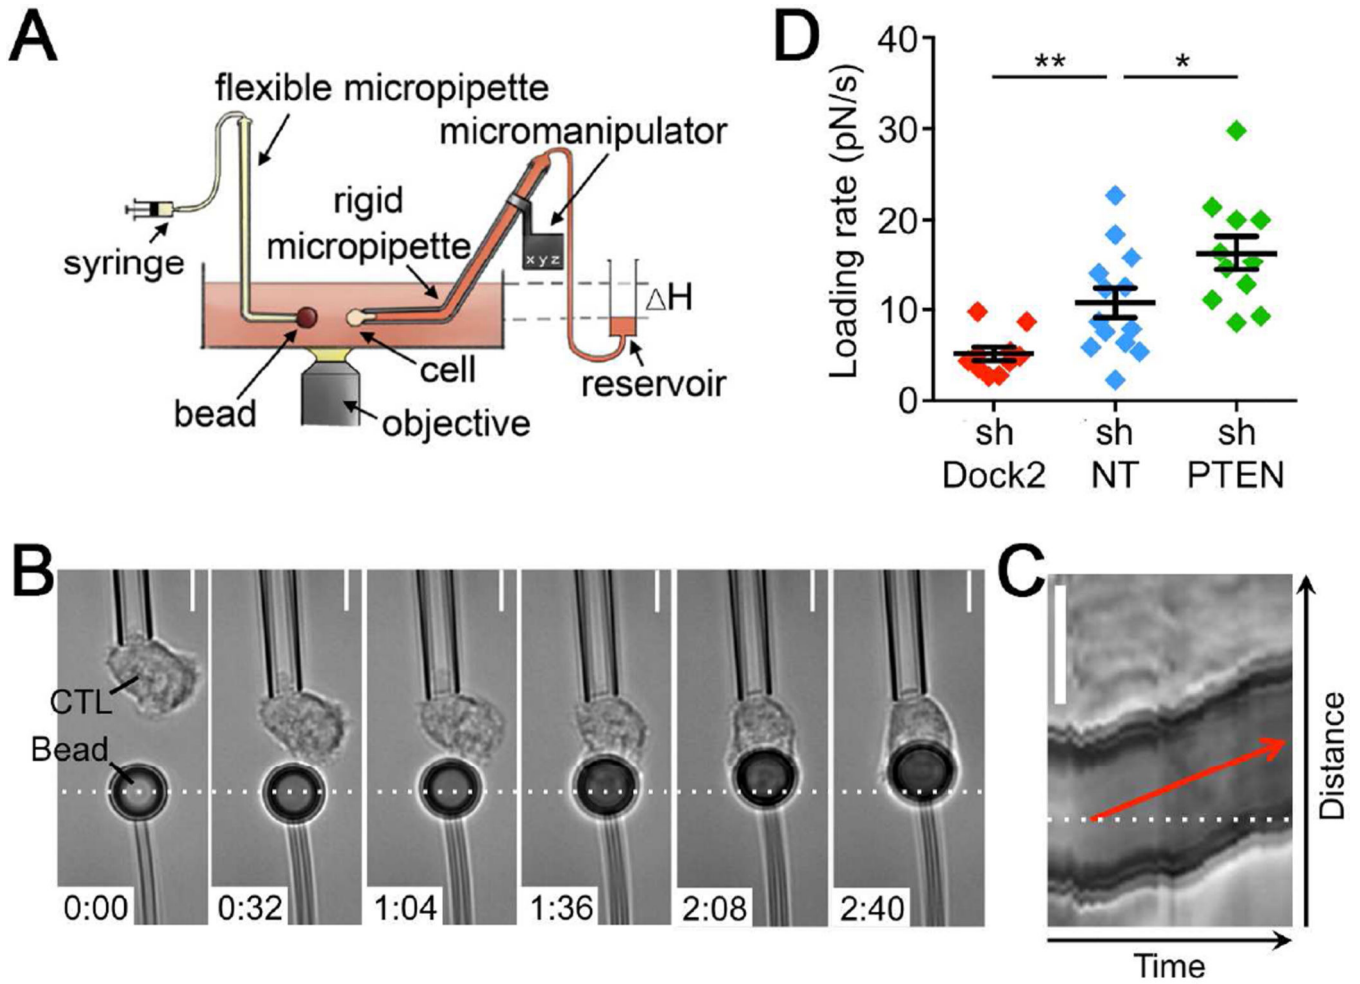 A
flexible micropipette
micromanipulator
rigid
micropipette
syringe
x y z
ΔH
bead
cell
objective
reservoir
D
Loading rate (pN/s)
40
30
20
10
0
**
*
sh
Dock2
sh
NT
sh
PTEN
B
CTL
Bead
0:00
0:32
1:04
1:36
2:08
2:40
C
Distance
Time